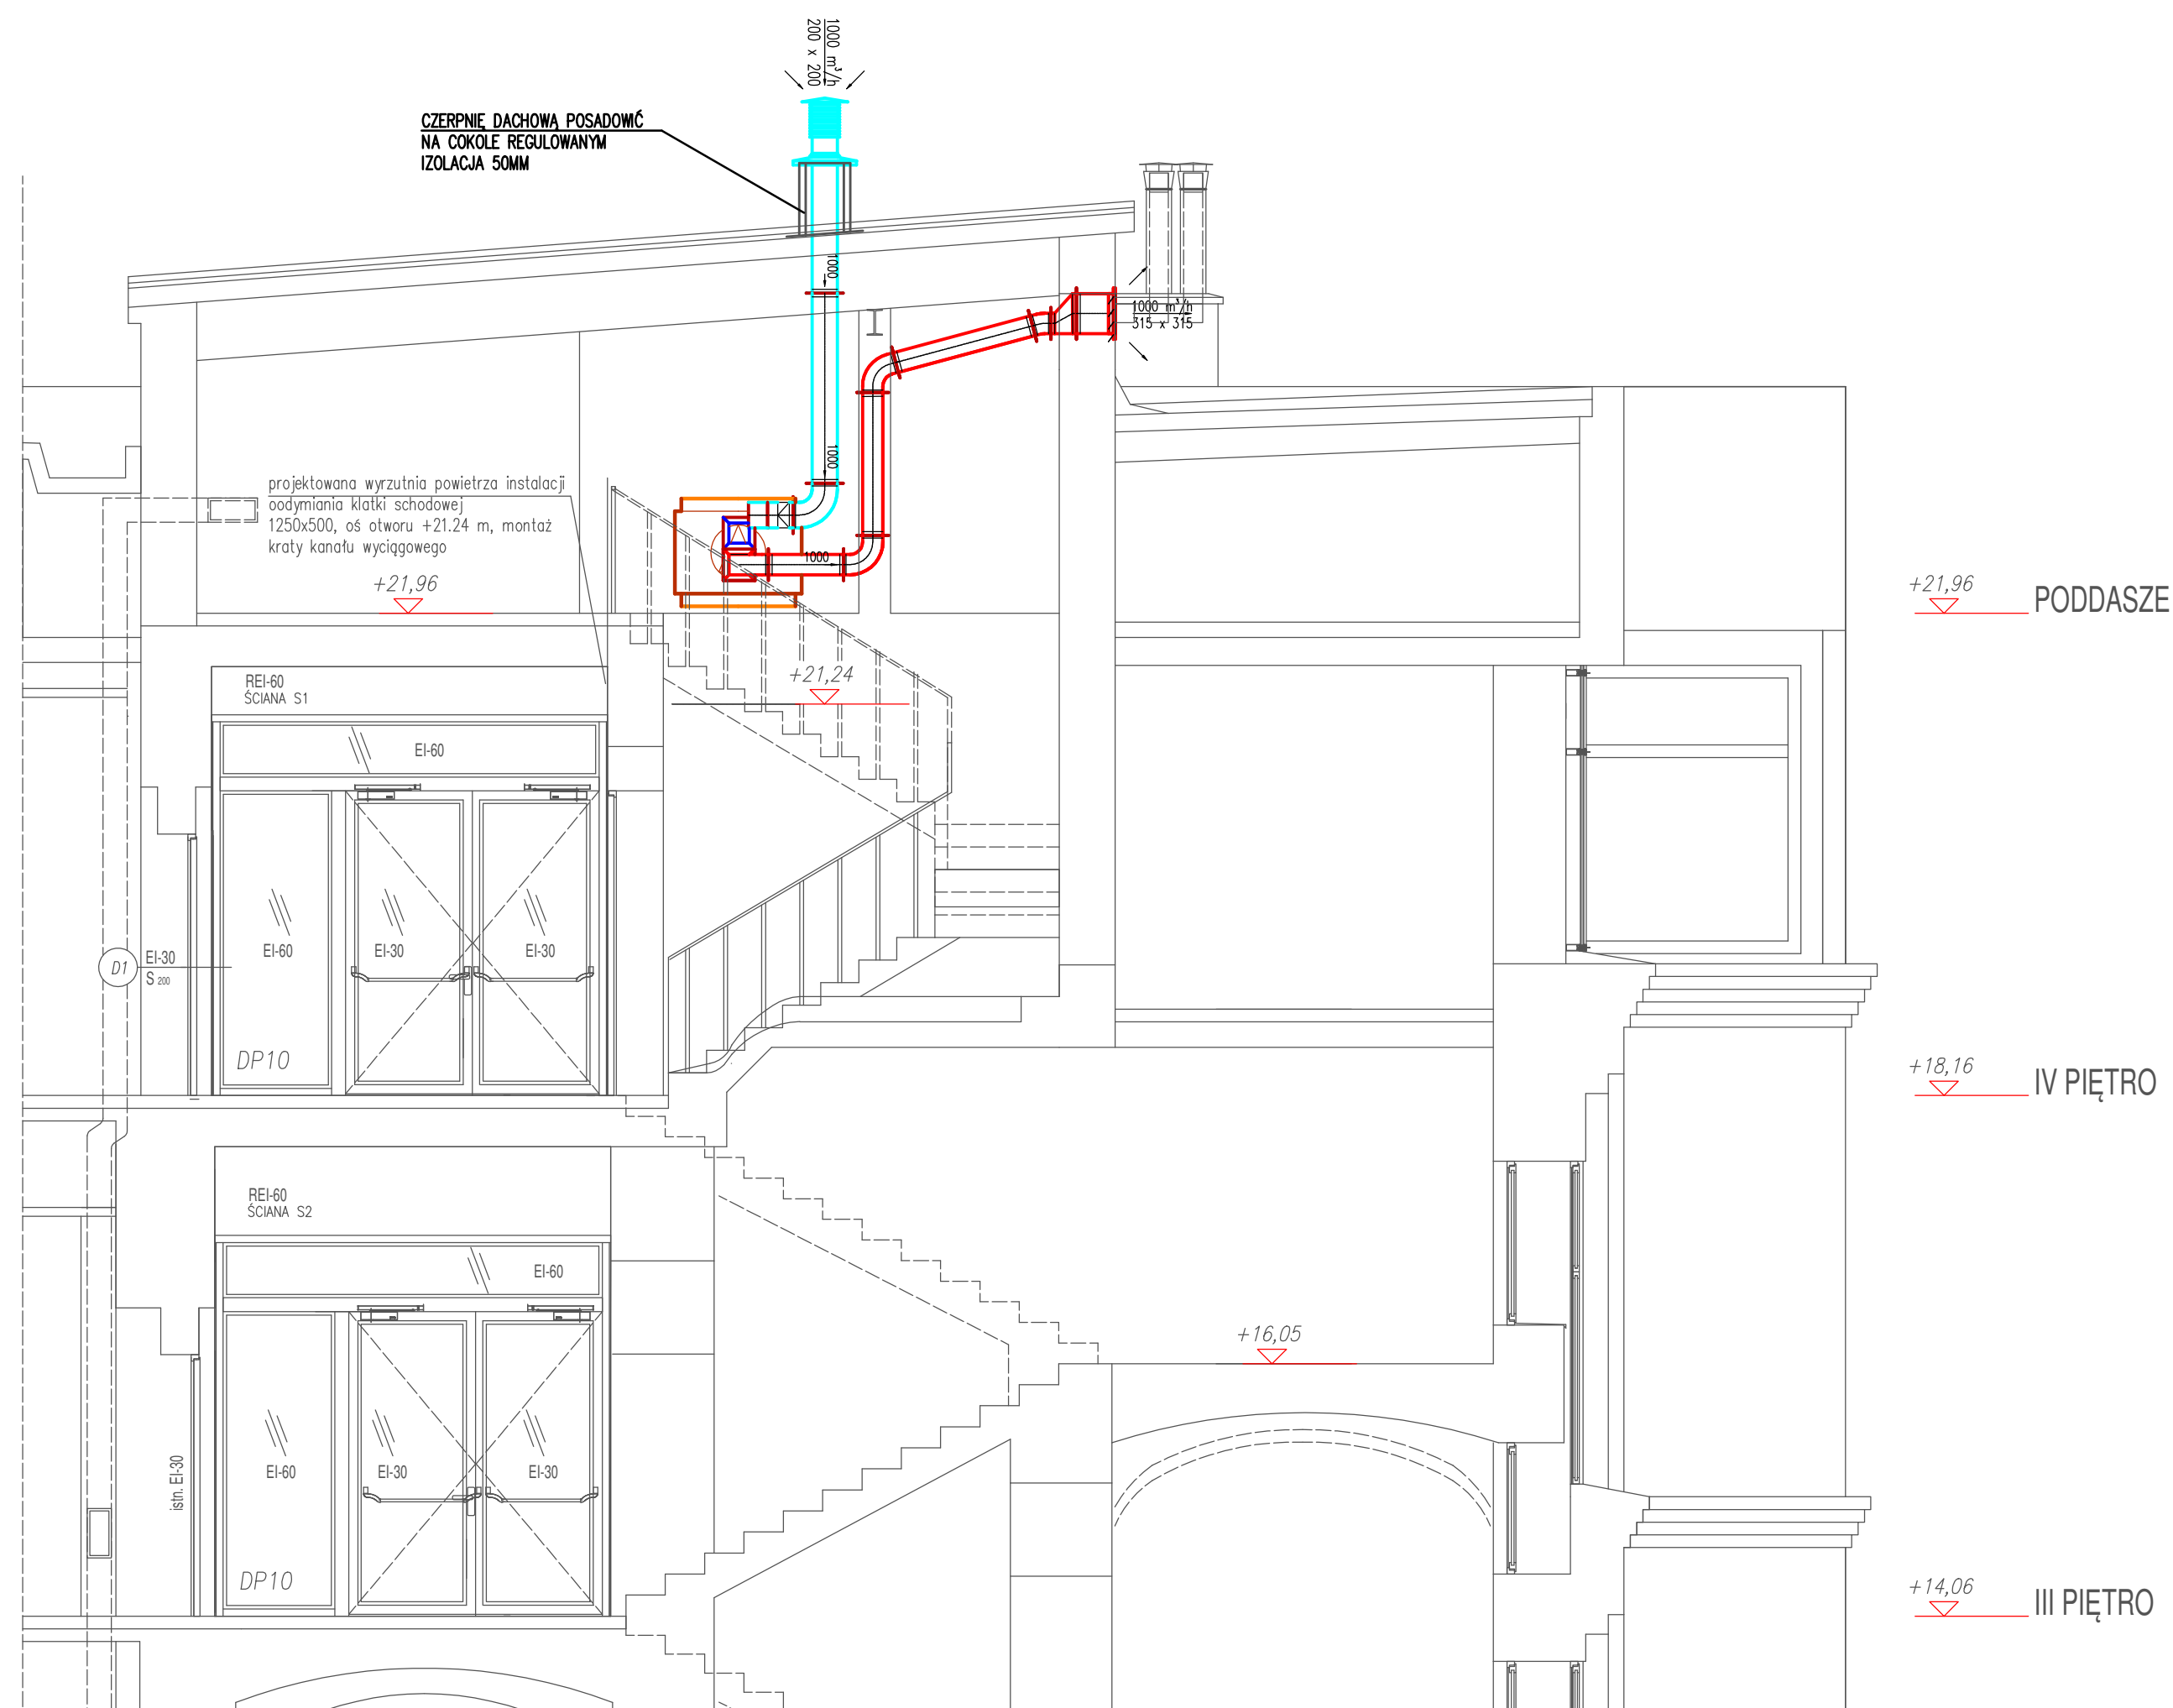 1000 m³/h
200 x 200
CZERPNIĘ DACHOWĄ POSADOWIĆ
NA COKOLE REGULOWANYM
IZOLACJA 50MM
1000
1000 m³/h
315 x 315
1000
projektowana wyrzutnia powietrza instalacji
oodymiania klatki schodowej
1250x500, oś otworu +21.24 m, montaż
kraty kanału wyciągowego
1000
+21,96
+21,96
PODDASZE
+21,24
REI-60
ŚCIANA S1
EI-60
EI-60
EI-30
EI-30
D1
EI-30
S 200
DP10
+18,16
IV PIĘTRO
REI-60
ŚCIANA S2
EI-60
+16,05
EI-60
EI-30
EI-30
istn. EI-30
DP10
+14,06
III PIĘTRO